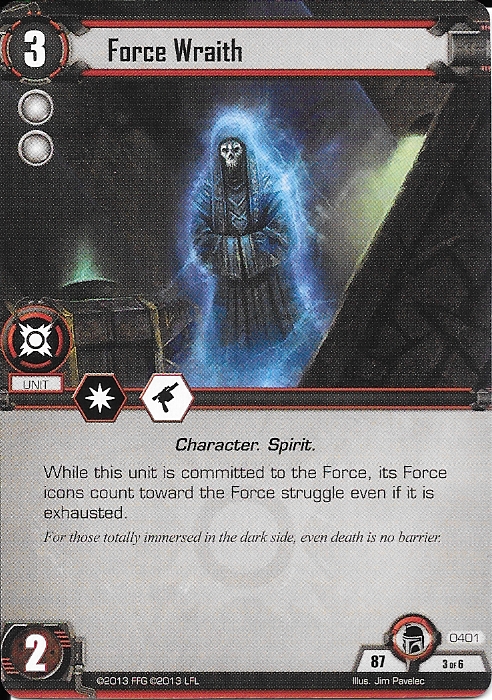 3
Force Wraith
UNIT
Character. Spirit.
While this unit is committed to the Force, its Force
icons count toward the Force struggle even if it is
exhausted.
For those totally immersed in the dark side, even death is no barrier.
2
0401
87
3 OF 6
©2013 FFG ©2013 LFL
Illus. Jim Pavelec